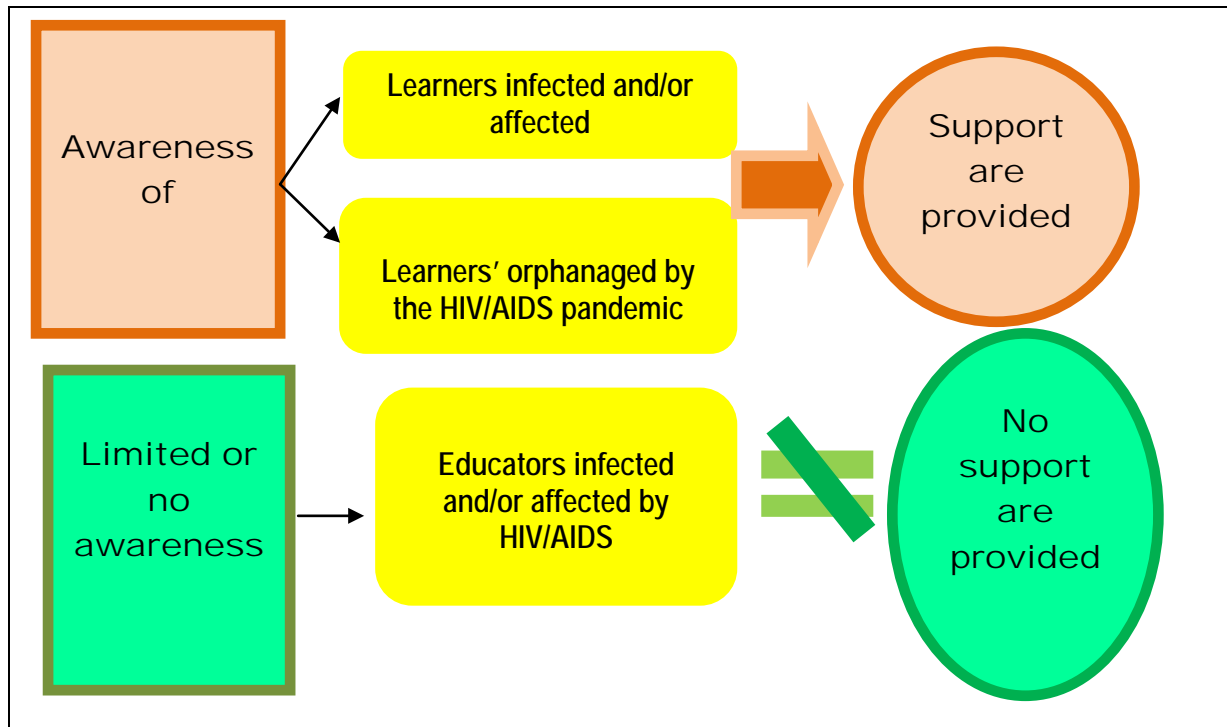 Awareness
of
Learners infected and/or
affected
Learners’ orphanaged by
the HIV/AIDS pandemic
Support
are
provided
Limited or
no
awareness
Educators infected
and/or affected by
HIV/AIDS
No
support
are
provided